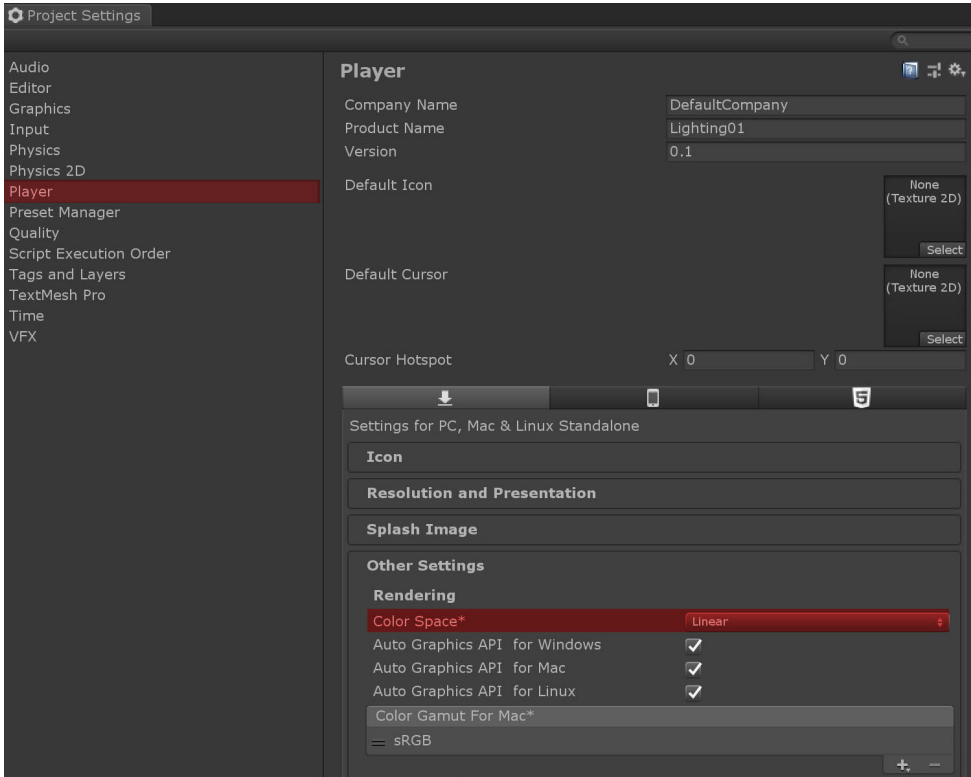 Project Settings
Audio
Editor
Graphics
Input
Physics
Physics 2D
Player
Preset Manager
Quality
Script Execution Order
Tags and Layers
TextMesh Pro
Time
VFX
Player
Company Name DefaultCompany
Product Name Lighting01
Version 0.1
Default Icon
None
(Texture 2D)
Select
Default Cursor
None
(Texture 2D)
Select
Cursor Hotspot X 0 Y 0
Settings for PC, Mac & Linux Standalone
Icon
Resolution and Presentation
Splash Image
Other Settings
Rendering
Color Space* Linear
Auto Graphics API for Windows
Auto Graphics API for Mac
Auto Graphics API for Linux
Color Gamut For Mac*
sRGB